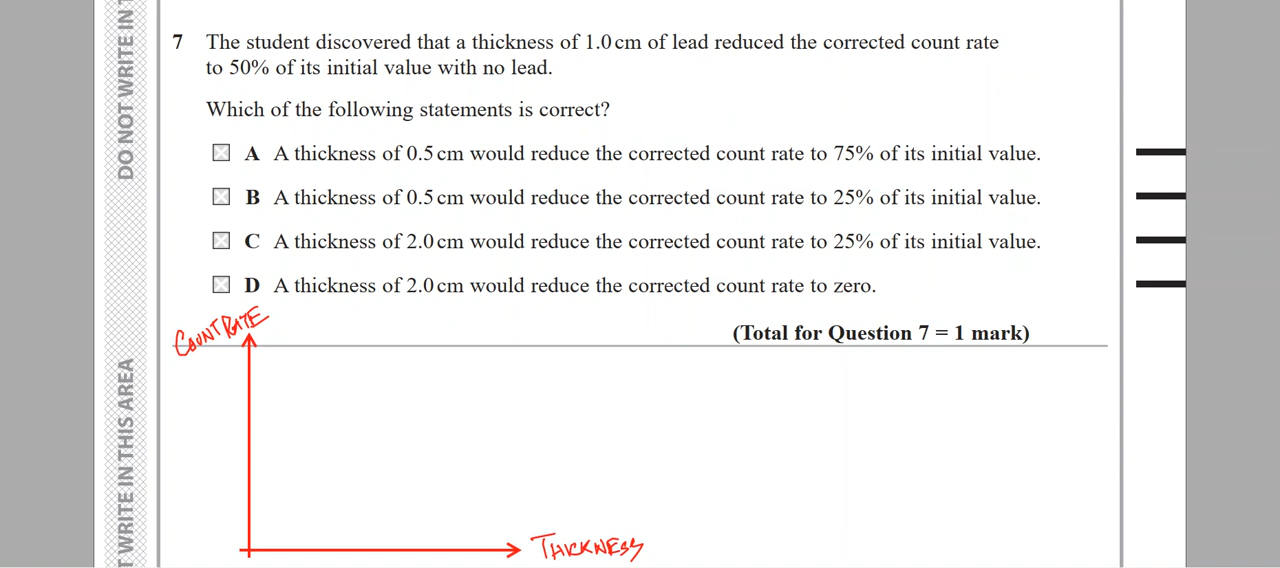 DO NOT WRITE IN T
7 The student discovered that a thickness of 1.0 cm of lead reduced the corrected count rate
to 50% of its initial value with no lead.
Which of the following statements is correct?
A A thickness of 0.5 cm would reduce the corrected count rate to 75% of its initial value.
B A thickness of 0.5 cm would reduce the corrected count rate to 25% of its initial value.
C A thickness of 2.0 cm would reduce the corrected count rate to 25% of its initial value.
D A thickness of 2.0 cm would reduce the corrected count rate to zero.
(Total for Question 7 = 1 mark)
COUNT RATE
THICKNESS
T WRITE IN THIS AREA